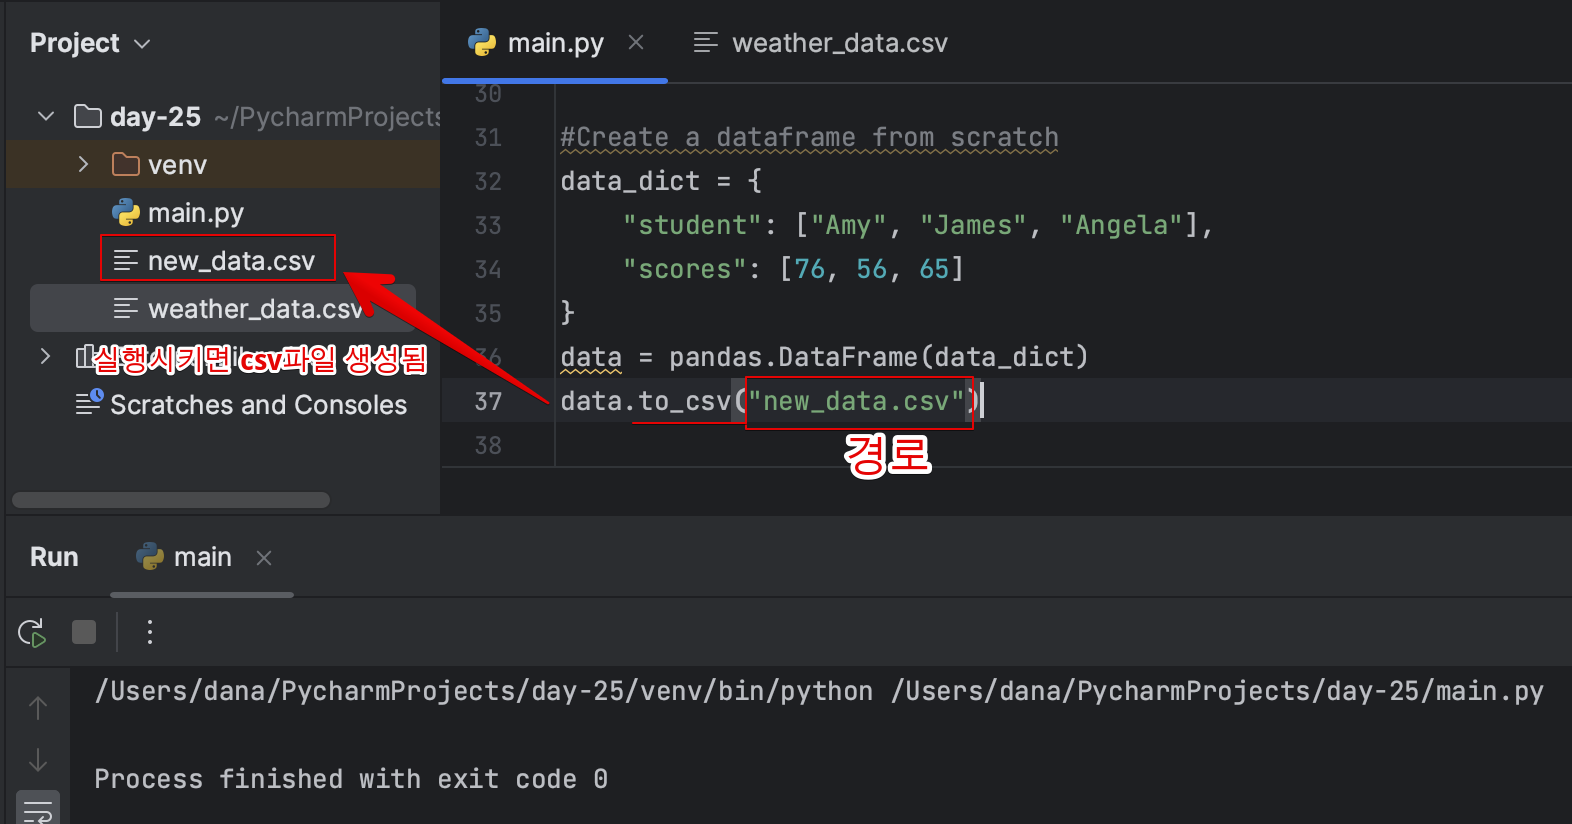 Project
main.py
weather_data.csv
day-25 ~/PycharmProjects
venv
main.py
new_data.csv
weather_data.csv
실행시키면 csv파일 생성됨
Scratches and Consoles
30
31 #Create a dataframe from scratch
32 data_dict = {
33 "student": ["Amy", "James", "Angela"],
34 "scores": [76, 56, 65]
35 }
36 data = pandas.DataFrame(data_dict)
37 data.to_csv("new_data.csv")
경로
38
Run
main
/Users/dana/PycharmProjects/day-25/venv/bin/python /Users/dana/PycharmProjects/day-25/main.py
Process finished with exit code 0